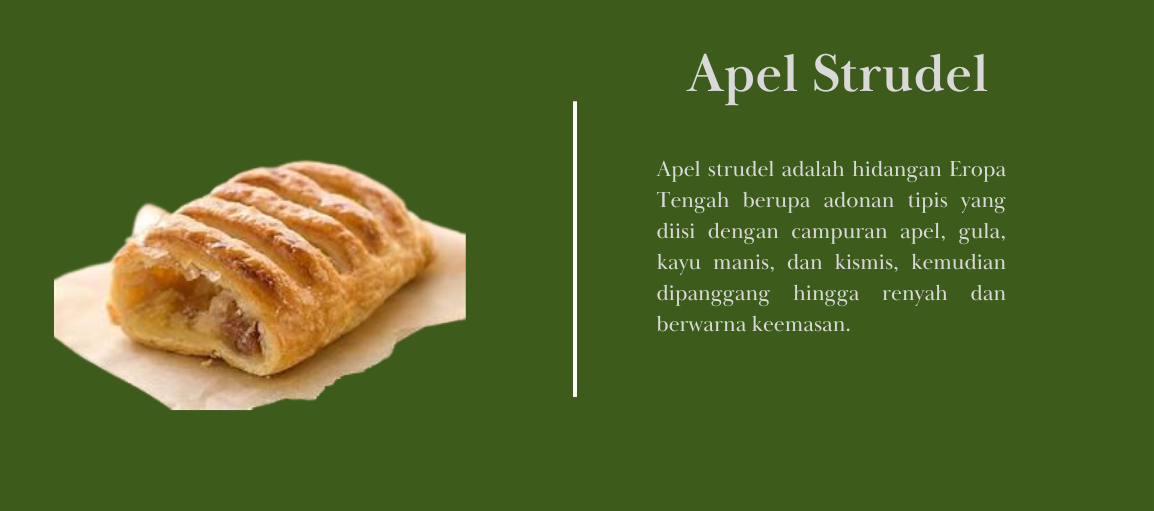 Apel Strudel
Apel strudel adalah hidangan Eropa
Tengah berupa adonan tipis yang
diisi dengan campuran apel, gula,
kayu manis, dan kismis, kemudian
dipanggang hingga renyah dan
berwarna keemasan.